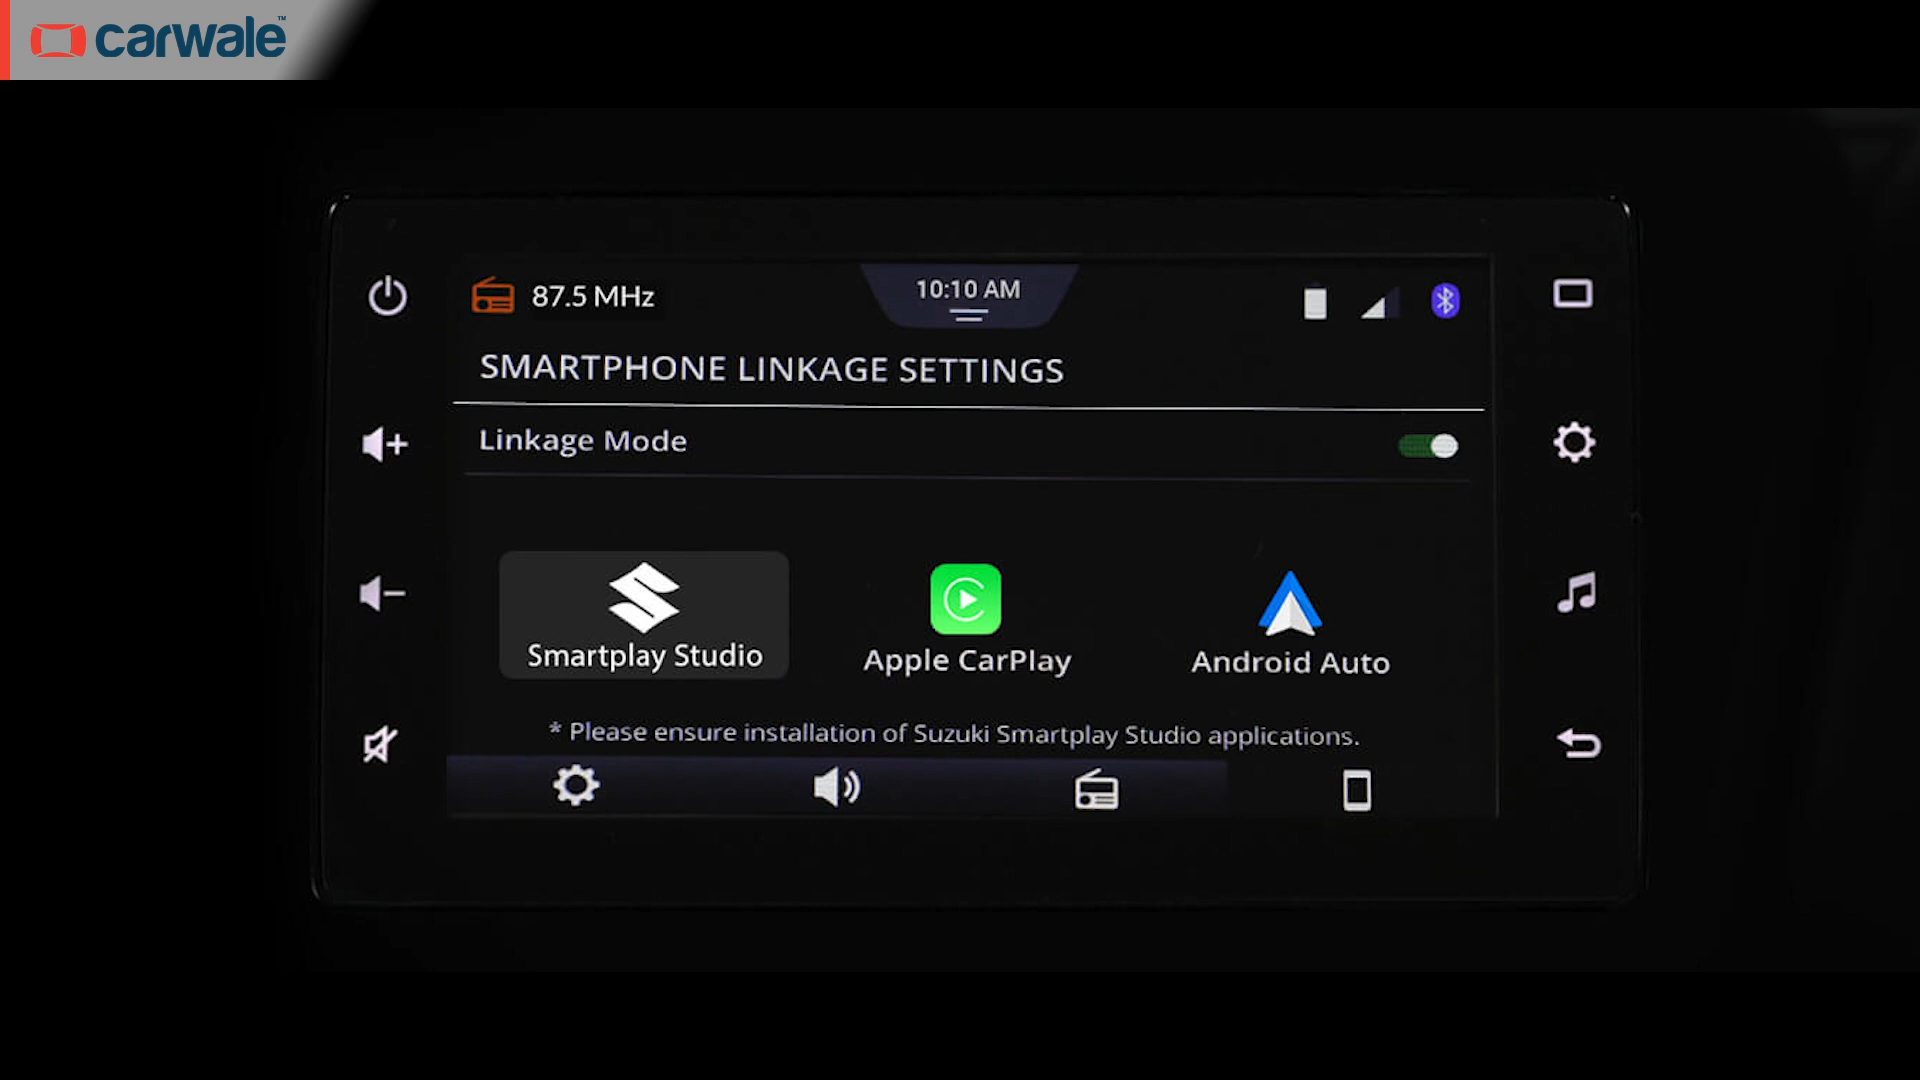 carwale™
87.5 MHz
10:10 AM
SMARTPHONE LINKAGE SETTINGS
Linkage Mode
Smartplay Studio
Apple CarPlay
Android Auto
* Please ensure installation of Suzuki Smartplay Studio applications.